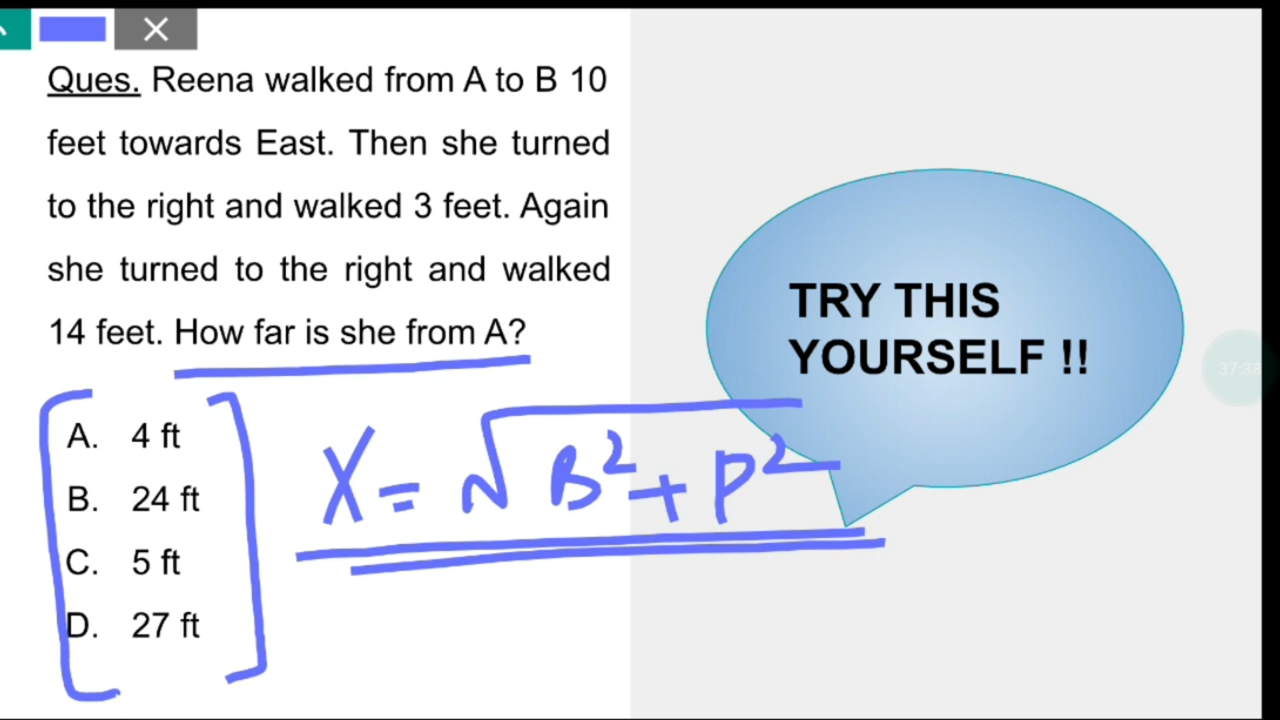 Ques. Reena walked from A to B 10
feet towards East. Then she turned
to the right and walked 3 feet. Again
she turned to the right and walked
14 feet. How far is she from A?
A. 4 ft
B. 24 ft
C. 5 ft
D. 27 ft
X = √B²+P²
TRY THIS
YOURSELF !!
37:38